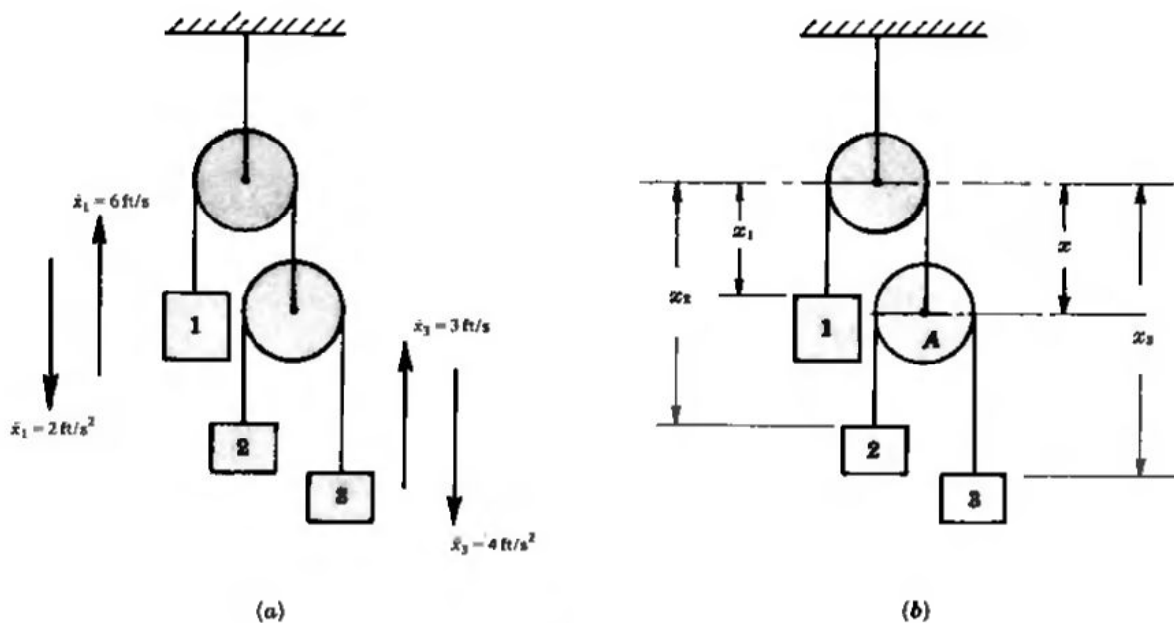 ẋ₁ = 6 ft/s
1
ẋ₃ = 3 ft/s
ẍ₁ = 2 ft/s²
2
3
ẍ₃ = 4 ft/s²
(a)
x₁
x
x₂
1
A
x₃
2
3
(b)